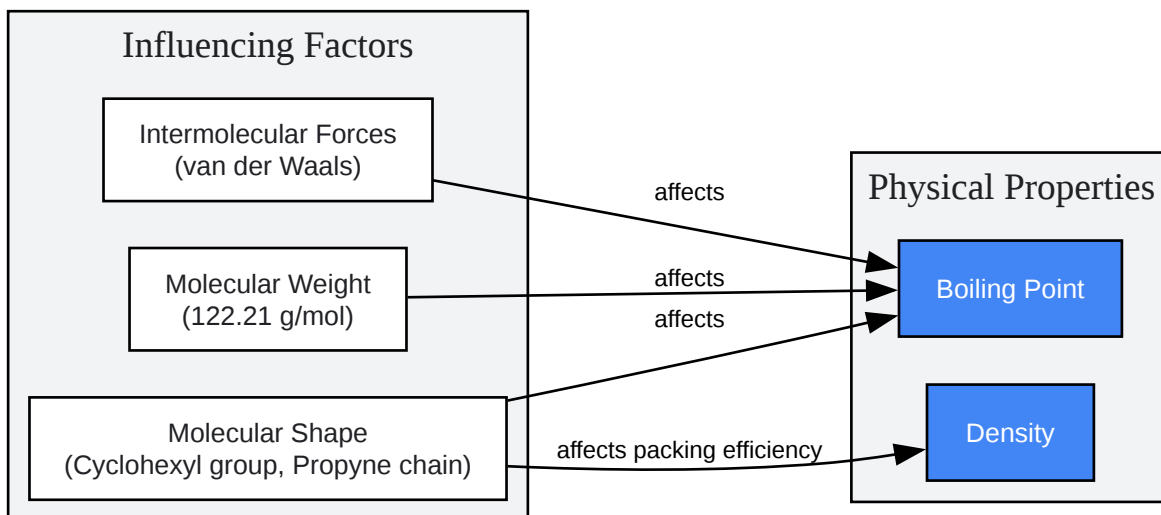 Influencing Factors
Intermolecular Forces
(van der Waals)
Molecular Weight
(122.21 g/mol)
Molecular Shape
(Cyclohexyl group, Propyne chain)
affects
affects
affects
affects packing efficiency
Physical Properties
Boiling Point
Density